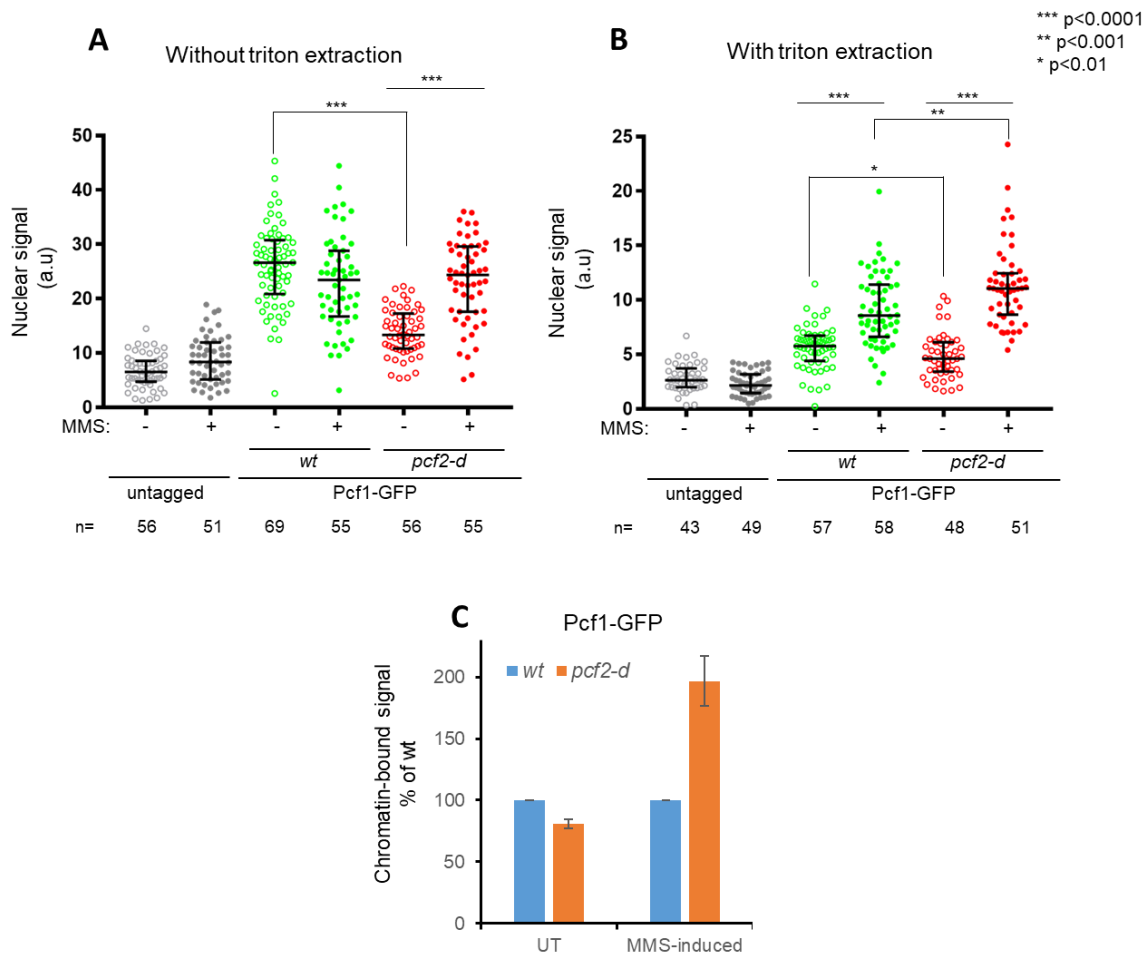 *** p<0.0001
** p<0.001
* p<0.01
A
Without triton extraction
***
***
Nuclear signal
(a.u)
50
40
30
20
10
0
MMS:
- + - + - +
wt pcf2-d
untagged Pcf1-GFP
n= 56 51 69 55 56 55
B
With triton extraction
*** ***
**
*
Nuclear signal
(a.u)
25
20
15
10
5
0
MMS:
- + - + - +
wt pcf2-d
untagged Pcf1-GFP
n= 43 49 57 58 48 51
C
Pcf1-GFP
wt pcf2-d
Chromatin-bound signal
% of wt
200
150
100
50
0
UT MMS-induced